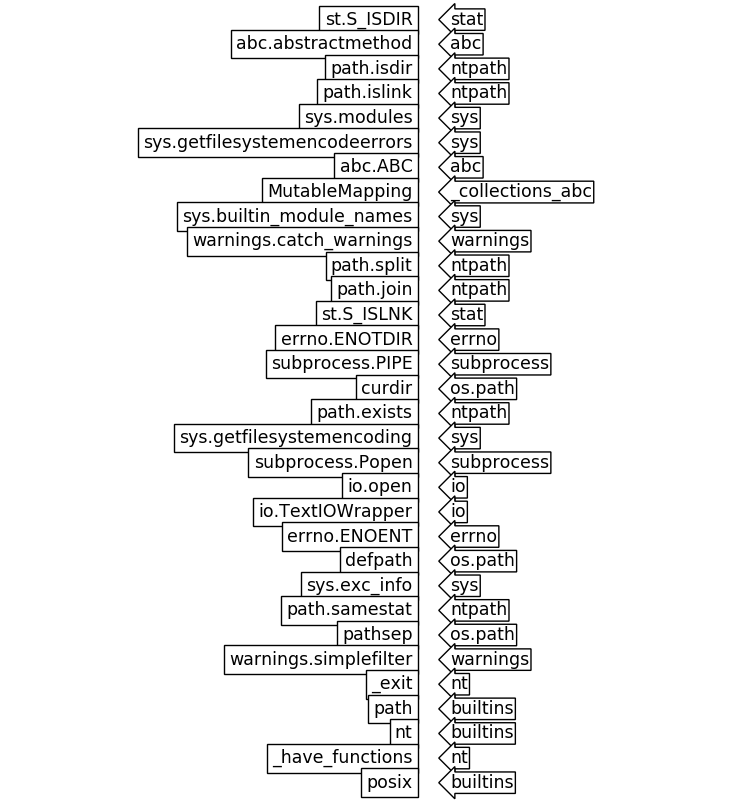 st.S_ISDIR stat
abc.abstractmethod abc
path.isdir ntpath
path.islink ntpath
sys.modules sys
sys.getfilesystemencodeerrors sys
abc.ABC abc
MutableMapping _collections_abc
sys.builtin_module_names sys
warnings.catch_warnings warnings
path.split ntpath
path.join ntpath
st.S_ISLNK stat
errno.ENOTDIR errno
subprocess.PIPE subprocess
curdir os.path
path.exists ntpath
sys.getfilesystemencoding sys
subprocess.Popen subprocess
io.open io
io.TextIOWrapper io
errno.ENOENT errno
defpath os.path
sys.exc_info sys
path.samestat ntpath
pathsep os.path
warnings.simplefilter warnings
_exit nt
path builtins
nt builtins
_have_functions nt
posix builtins